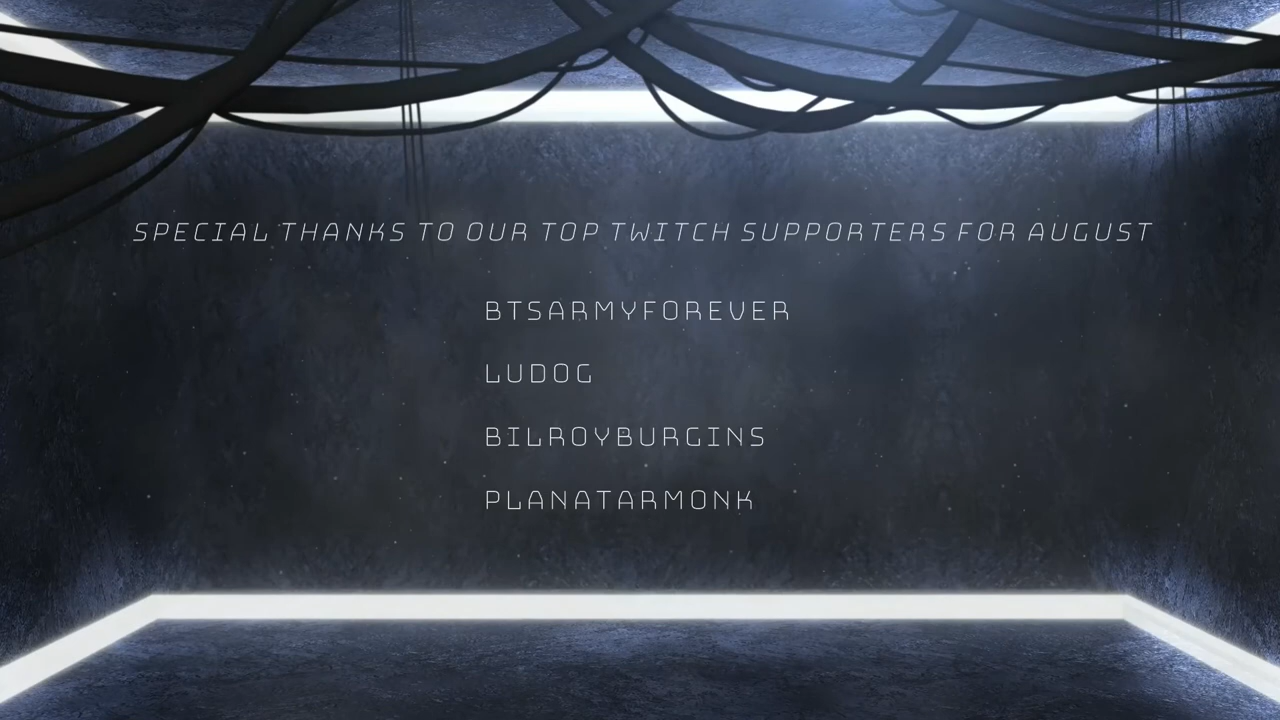 SPECIAL THANKS TO OUR TOP TWITCH SUPPORTERS FOR AUGUST
BTSARMYFOREVER
LUDOG
BILROYBURGINS
PLANATARMONK